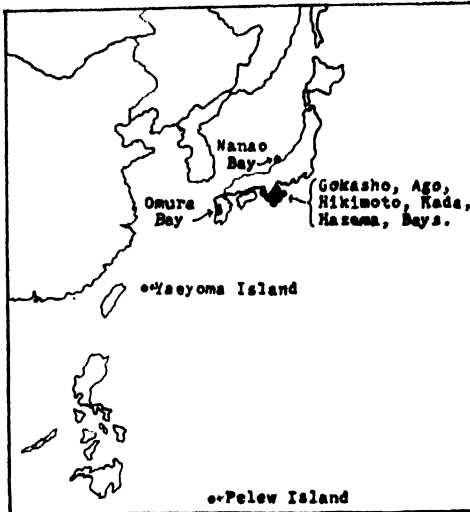 Nanao
Bay
Gokasho, Ago,
Hikimoto, Kada,
Hazama, Bays.
Omura
Bay
Yaeyoma Island
Pelew Island